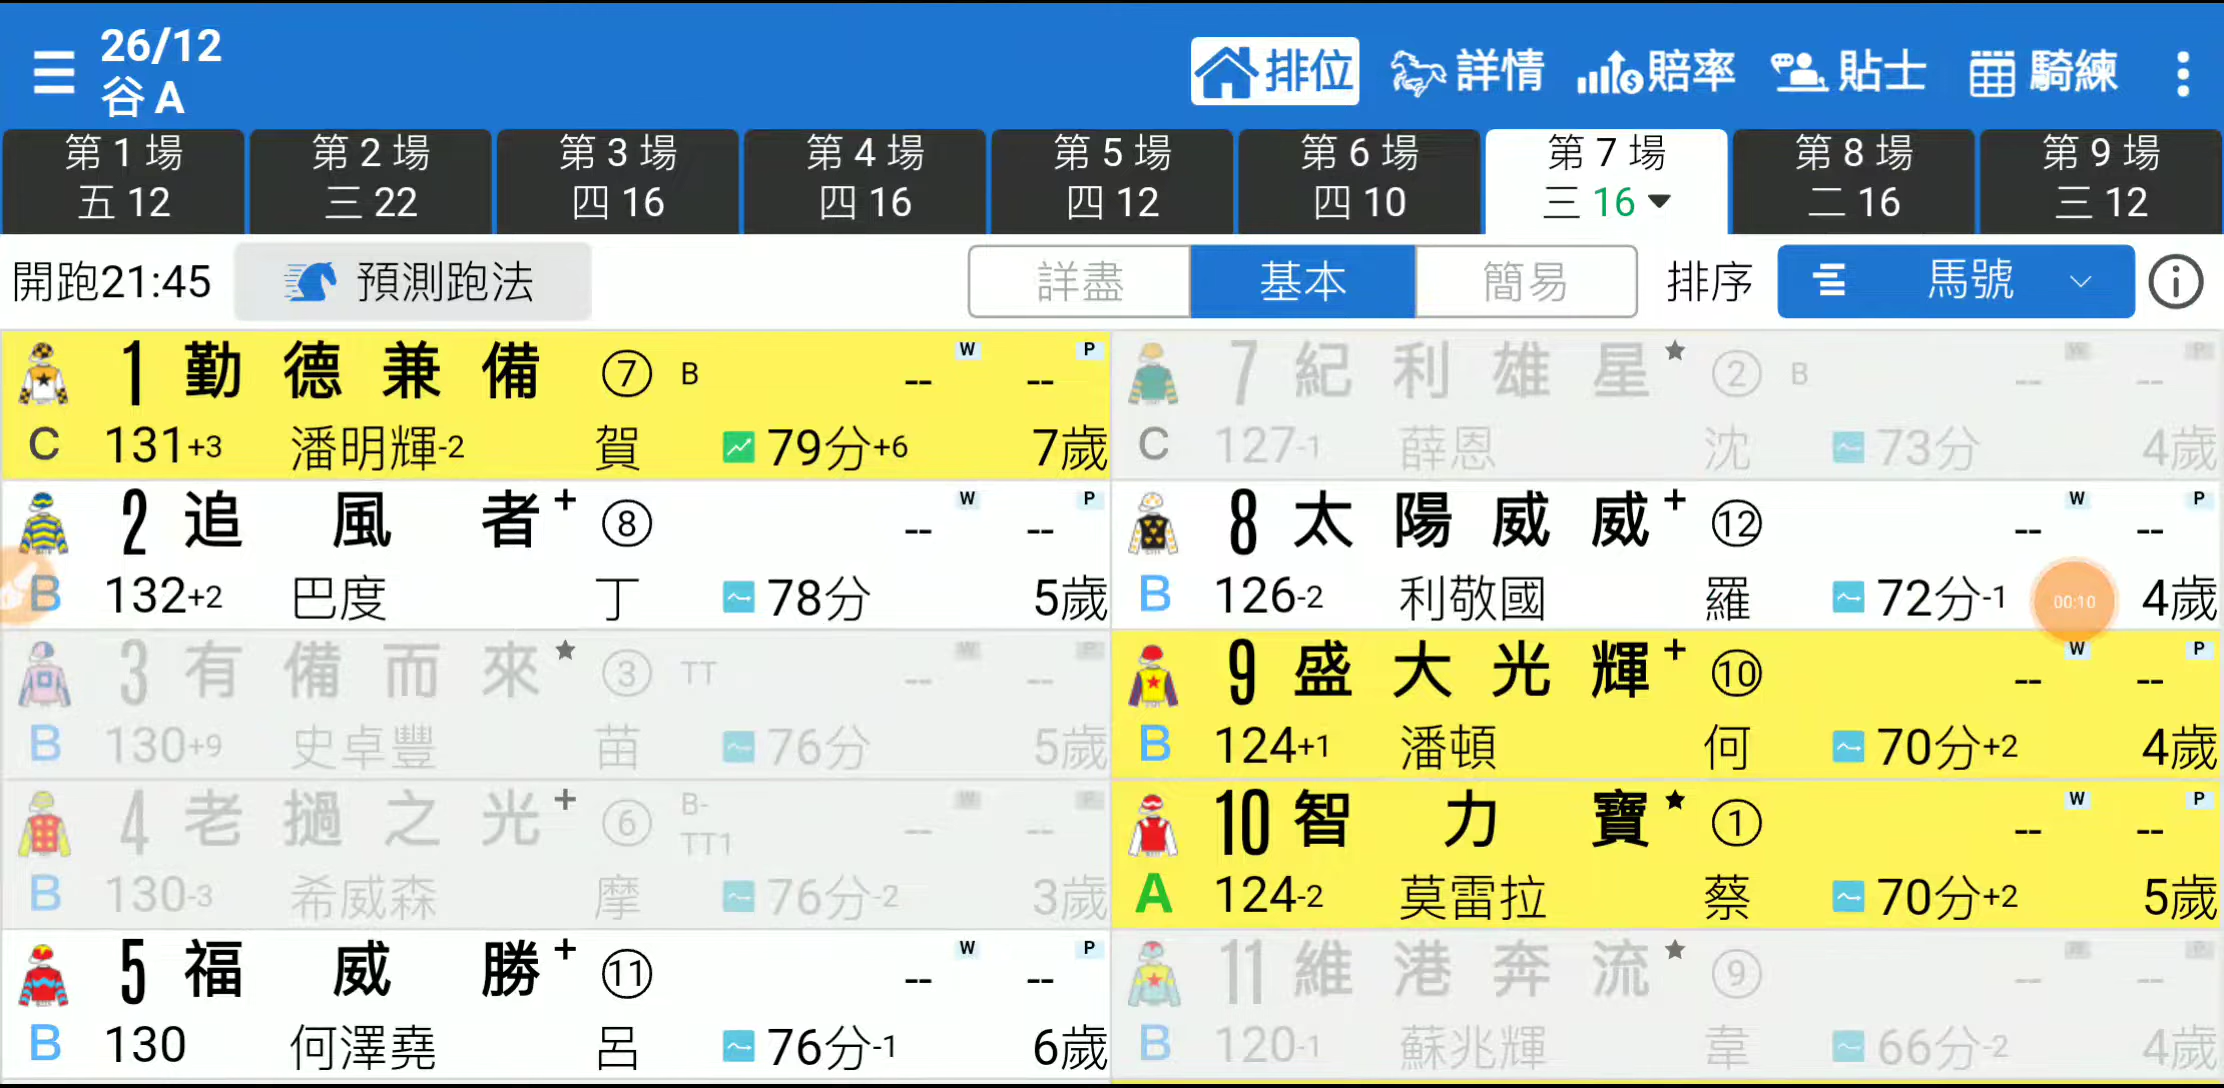 26/12
谷 A
排位
詳情
賠率
貼士
騎練
第 1 場
五 12
第 2 場
三 22
第 3 場
四 16
第 4 場
四 16
第 5 場
四 12
第 6 場
四 10
第 7 場
三 16
第 8 場
二 16
第 9 場
三 12
開跑21:45
預測跑法
詳盡
基本
簡易
排序
馬號
1 勤德兼備 7 B -- W -- P
C 131+3 潘明輝-2 賀 79分+6 7歲
2 追風者+ 8 -- W -- P
B 132+2 巴度 丁 78分 5歲
3 有備而來★ 3 TT -- W -- P
B 130+9 史卓豐 苗 76分 5歲
4 老撾之光+ 6 B-TT1 -- W -- P
B 130-3 希威森 摩 76分-2 3歲
5 福威勝+ 11 -- W -- P
B 130 何澤堯 呂 76分-1 6歲
7 紀利雄星★ 2 B -- W -- P
C 127-1 薛恩 沈 73分 4歲
8 太陽威威+ 12 -- W -- P
B 126-2 利敬國 羅 72分-1 00:10 4歲
9 盛大光輝+ 10 -- W -- P
B 124+1 潘頓 何 70分+2 4歲
10 智力寶★ 1 -- W -- P
A 124-2 莫雷拉 蔡 70分+2 5歲
11 維港奔流★ 9 -- W -- P
B 120-1 蘇兆輝 韋 66分-2 4歲